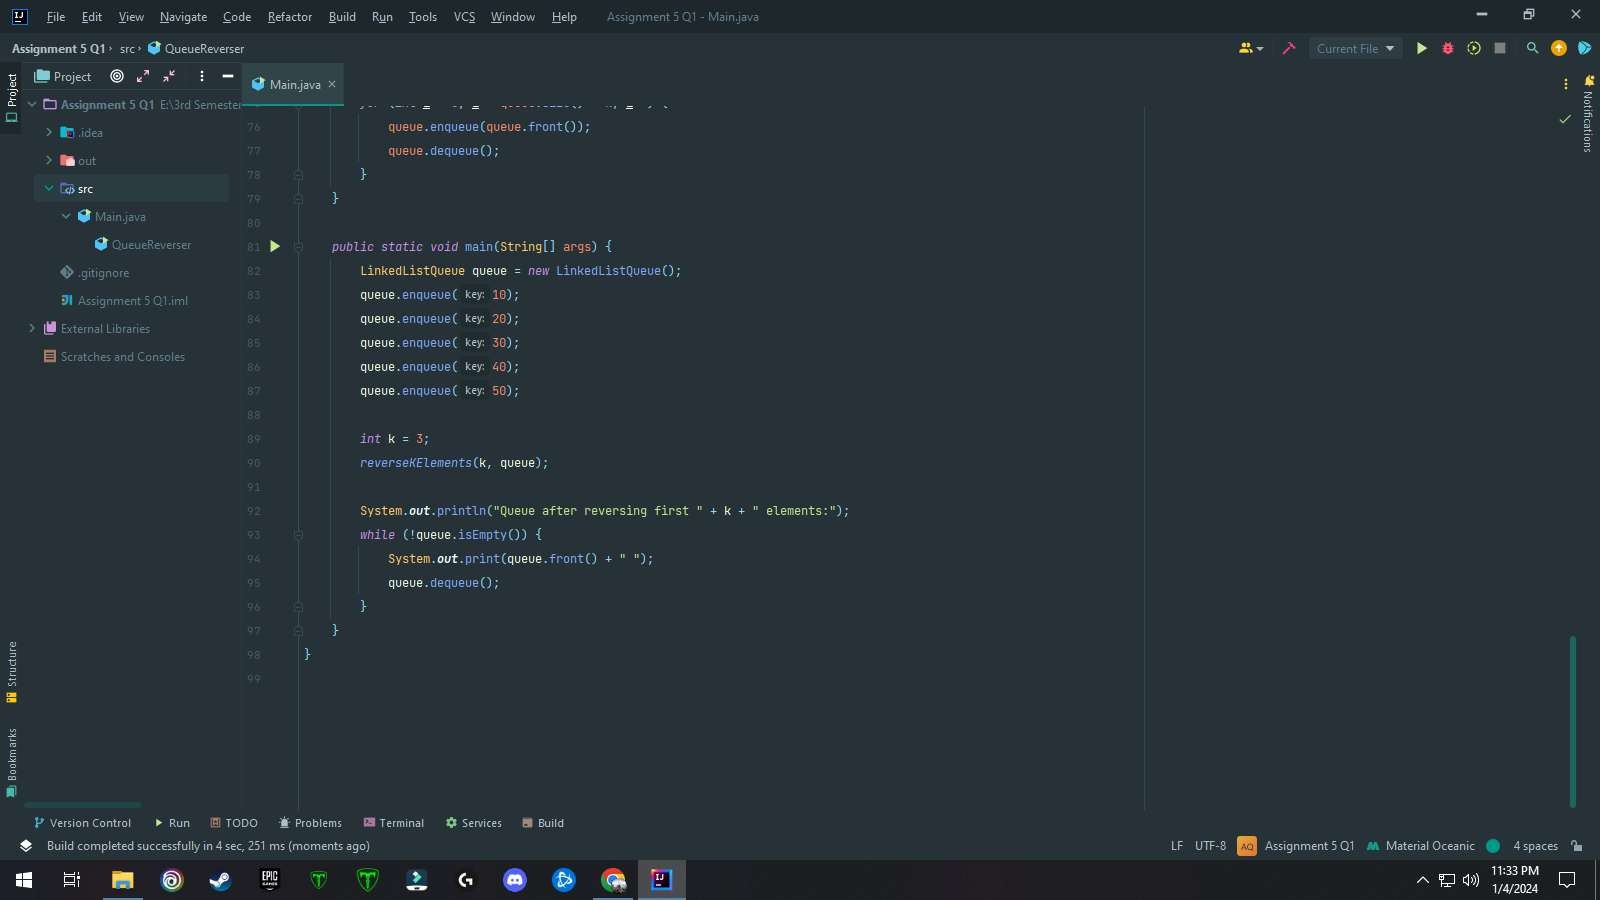 File Edit View Navigate Code Refactor Build Run Tools VCS Window Help Assignment 5 Q1 - Main.java
Assignment 5 Q1 src QueueReverser
Current File
Project
Main.java
Project
Notifications
Assignment 5 Q1 E:\3rd Semester
.idea
out
src
Main.java
QueueReverser
.gitignore
Assignment 5 Q1.iml
External Libraries
Scratches and Consoles
76 queue.enqueue(queue.front());
77 queue.dequeue();
78 }
79 }
80
81 public static void main(String[] args) {
82 LinkedListQueue queue = new LinkedListQueue();
83 queue.enqueue( key: 10);
84 queue.enqueue( key: 20);
85 queue.enqueue( key: 30);
86 queue.enqueue( key: 40);
87 queue.enqueue( key: 50);
88
89 int k = 3;
90 reverseKElements(k, queue);
91
92 System.out.println("Queue after reversing first " + k + " elements:");
93 while (!queue.isEmpty()) {
94 System.out.print(queue.front() + " ");
95 queue.dequeue();
96 }
97 }
98 }
99
Structure
Bookmarks
Version Control Run TODO Problems Terminal Services Build
Build completed successfully in 4 sec, 251 ms (moments ago)
LF UTF-8 AQ Assignment 5 Q1 Material Oceanic 4 spaces
EPIC
GAMES
11:33 PM
1/4/2024